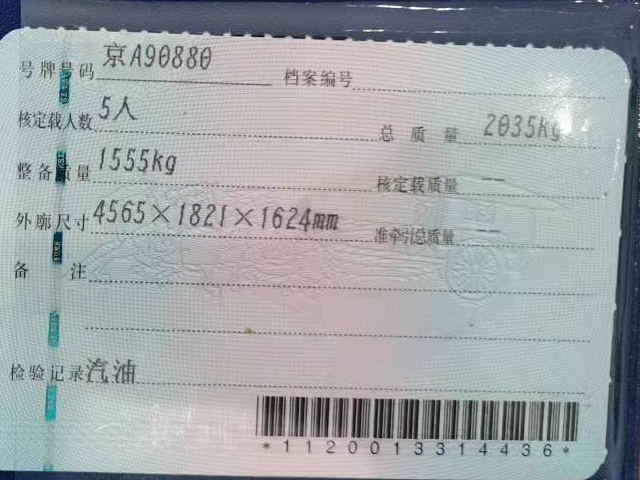 号牌号码 京A90880 档案编号
核定载人数 5人 总质量 2035kg
整备质量 1555kg 核定载质量 --
外廓尺寸 4565×1821×1624mm 准牵引总质量 --
备注
检验记录 汽油
*1120013314436*